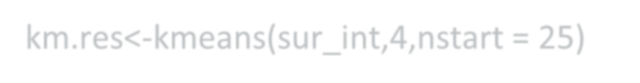 km.res<-kmeans(sur_int,4,nstart = 25)